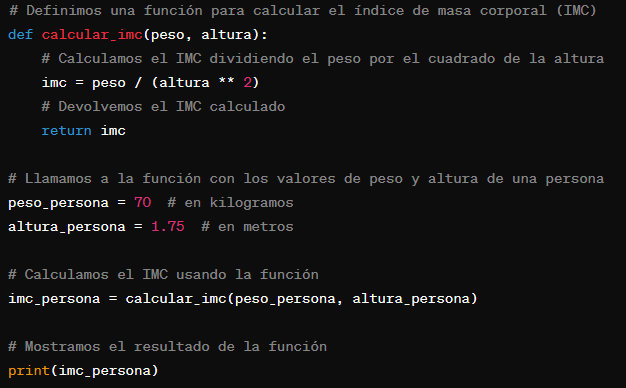 # Definimos una función para calcular el índice de masa corporal (IMC)
def calcular_imc(peso, altura):
    # Calculamos el IMC dividiendo el peso por el cuadrado de la altura
    imc = peso / (altura ** 2)
    # Devolvemos el IMC calculado
    return imc

# Llamamos a la función con los valores de peso y altura de una persona
peso_persona = 70  # en kilogramos
altura_persona = 1.75  # en metros

# Calculamos el IMC usando la función
imc_persona = calcular_imc(peso_persona, altura_persona)

# Mostramos el resultado de la función
print(imc_persona)